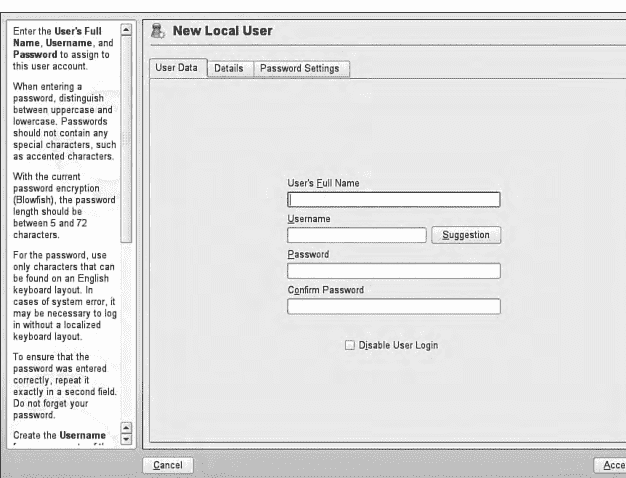 Enter the User's Full
Name, Username, and
Password to assign to
this user account.
When entering a
password, distinguish
between uppercase and
lowercase. Passwords
should not contain any
special characters, such
as accented characters.
With the current
password encryption
(Blowfish), the password
length should be
between 5 and 72
characters.
For the password, use
only characters that can
be found on an English
keyboard layout. In
cases of system error, it
may be necessary to log
in without a localized
keyboard layout.
To ensure that the
password was entered
correctly, repeat it
exactly in a second field.
Do not forget your
password.
Create the Username
New Local User
User Data Details Password Settings
User's Full Name
Username
Suggestion
Password
Confirm Password
Disable User Login
Cancel
Acce